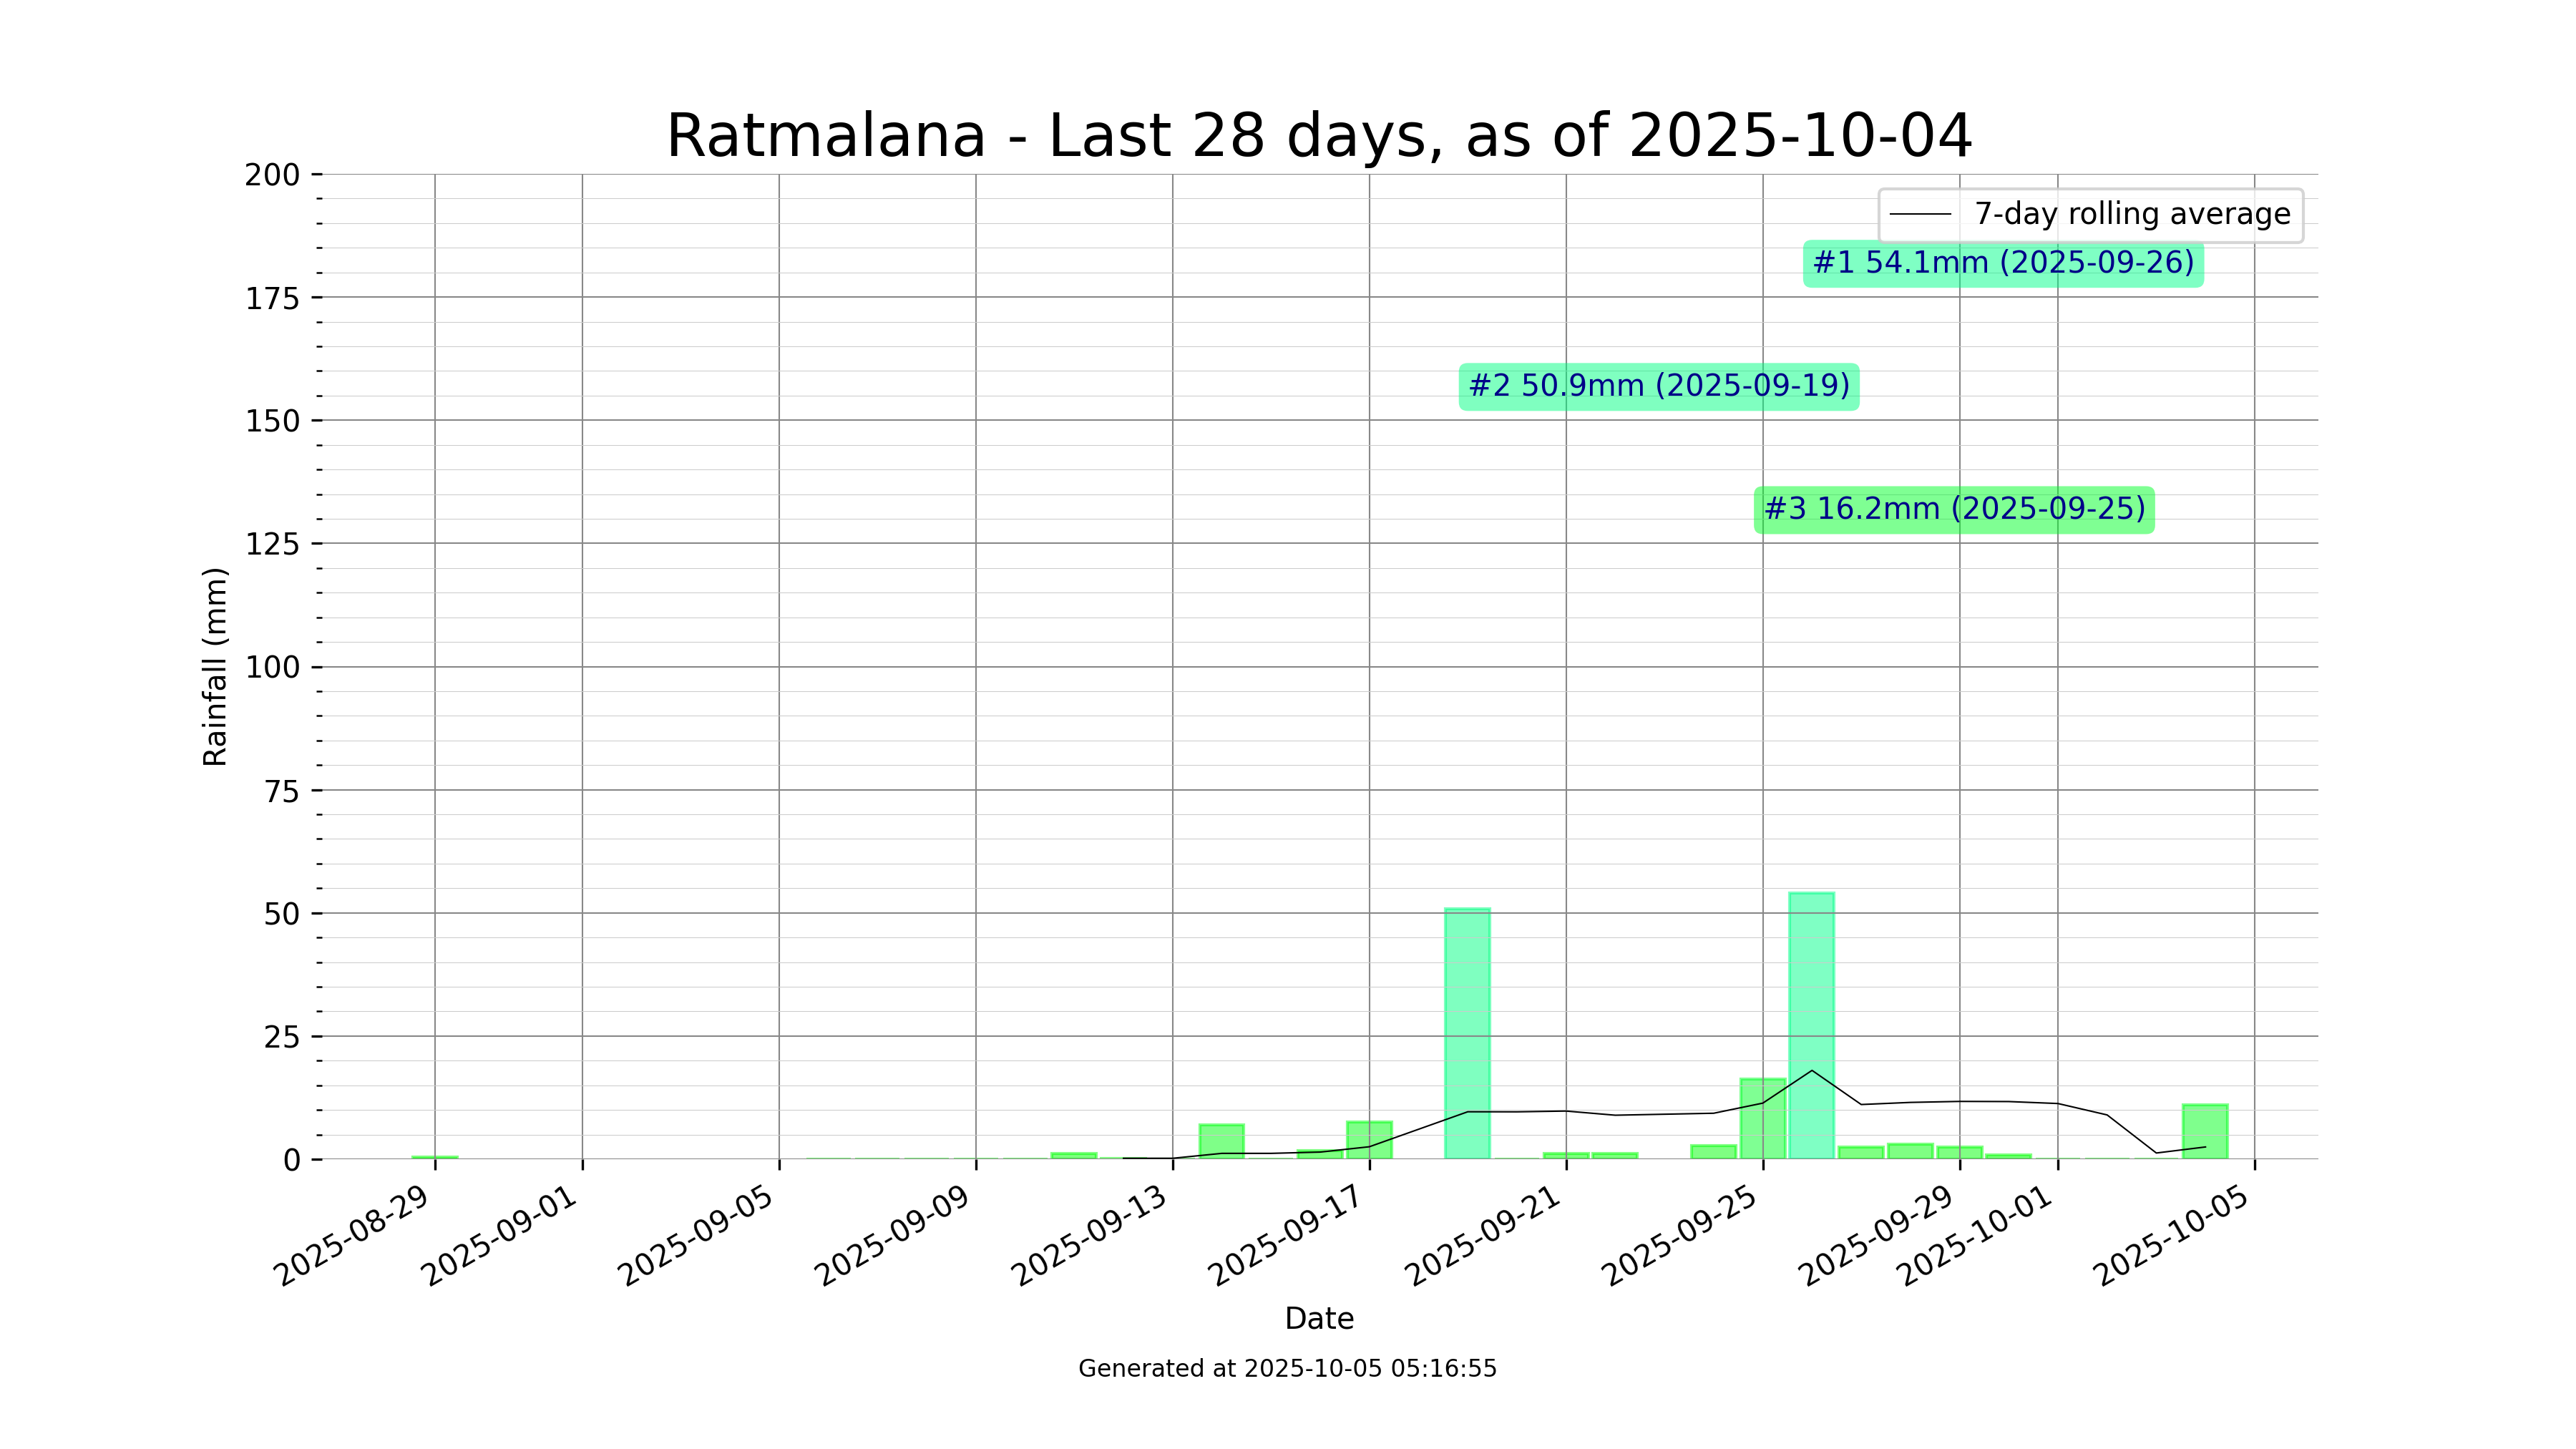 Ratmalana - Last 28 days, as of 2025-10-04
200
175
150
125
100
75
50
25
0
Rainfall (mm)
7-day rolling average
#1 54.1mm (2025-09-26)
#2 50.9mm (2025-09-19)
#3 16.2mm (2025-09-25)
2025-08-29
2025-09-01
2025-09-05
2025-09-09
2025-09-13
2025-09-17
2025-09-21
2025-09-25
2025-09-29
2025-10-01
2025-10-05
Date
Generated at 2025-10-05 05:16:55